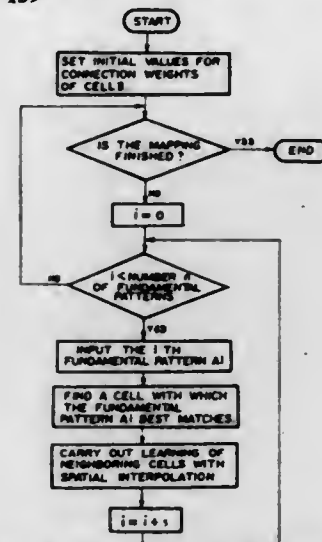 START
SET INITIAL VALUES FOR
CONNECTION WEIGHTS
OF CELLS
IS THE MAPPING
FINISHED?
YES
END
NO
i = 0
i < NUMBER n
OF FUNDAMENTAL
PATTERNS
NO
YES
INPUT THE i TH
FUNDAMENTAL PATTERN Ai
FIND A CELL WITH WHICH
THE FUNDAMENTAL
PATTERN Ai BEST MATCHES
CARRY OUT LEARNING OF
NEIGHBORING CELLS WITH
SPATIAL INTERPOLATION